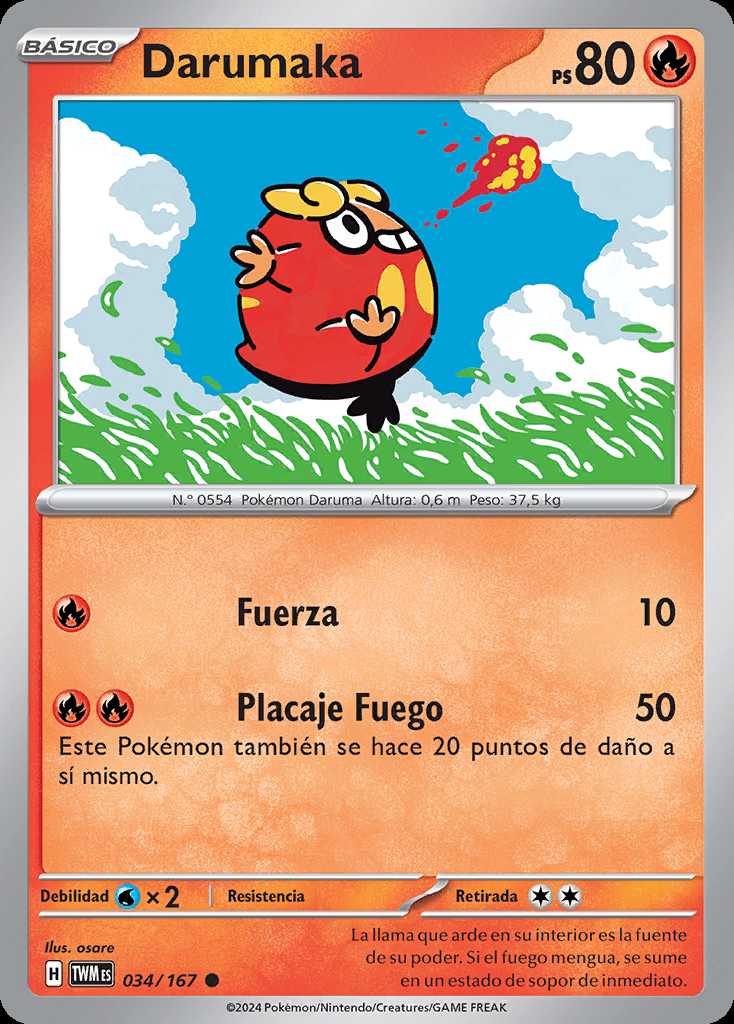 BÁSICO
Darumaka
PS 80
N.º 0554 Pokémon Daruma Altura: 0,6 m Peso: 37,5 kg
Fuerza 10
Placaje Fuego 50
Este Pokémon también se hace 20 puntos de daño a
sí mismo.
Debilidad ×2 Resistencia Retirada
Ilus. osare
La llama que arde en su interior es la fuente
de su poder. Si el fuego mengua, se sume
en un estado de sopor de inmediato.
H TWM ES 034/167
©2024 Pokémon/Nintendo/Creatures/GAME FREAK